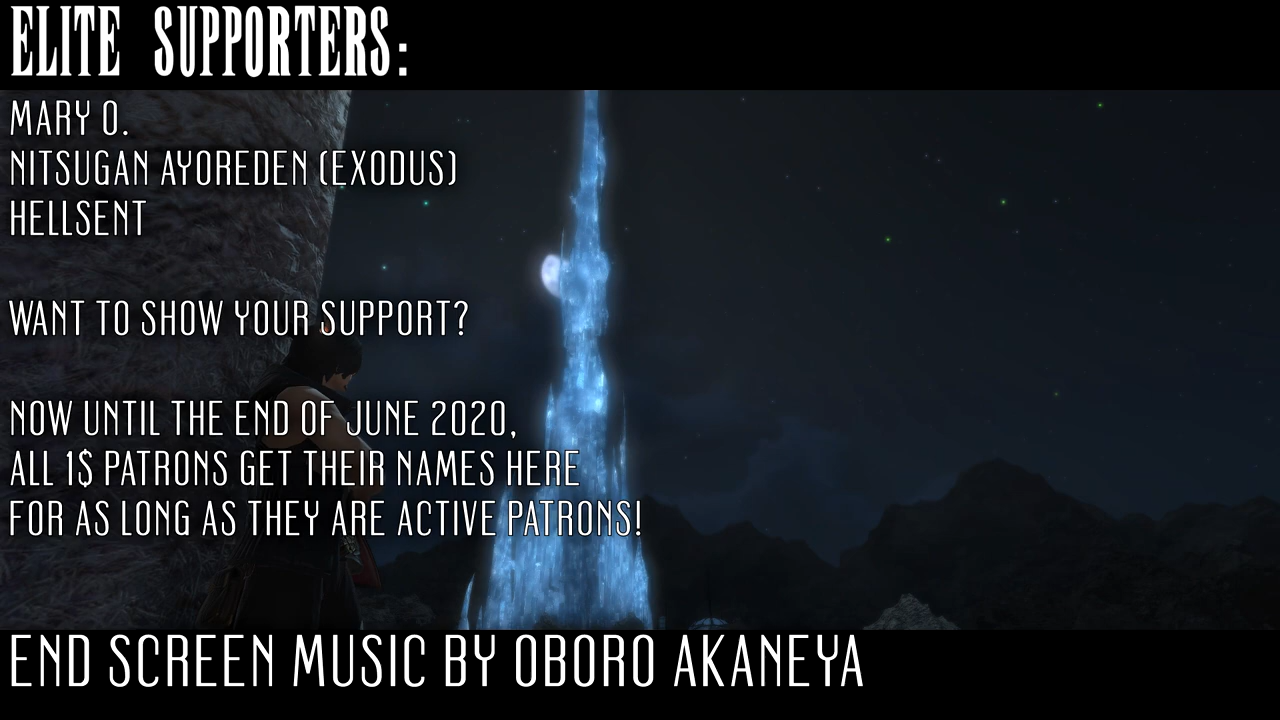 ELITE SUPPORTERS:
MARY O.
NITSUGAN AYOREDEN (EXODUS)
HELLSENT
WANT TO SHOW YOUR SUPPORT?
NOW UNTIL THE END OF JUNE 2020,
ALL 1$ PATRONS GET THEIR NAMES HERE
FOR AS LONG AS THEY ARE ACTIVE PATRONS!
END SCREEN MUSIC BY OBORO AKANEYA